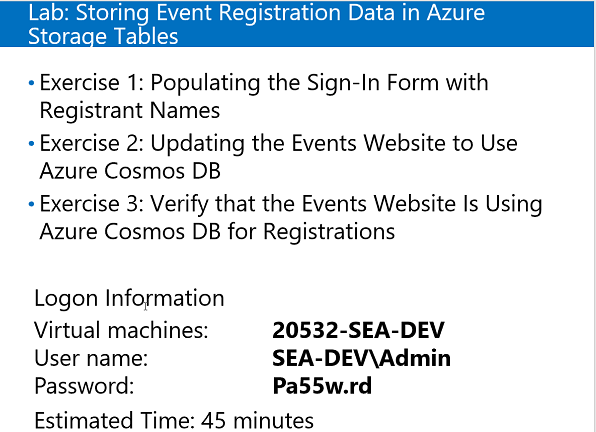 Lab: Storing Event Registration Data in Azure
Storage Tables
• Exercise 1: Populating the Sign-In Form with
Registrant Names
• Exercise 2: Updating the Events Website to Use
Azure Cosmos DB
• Exercise 3: Verify that the Events Website Is Using
Azure Cosmos DB for Registrations
Logon Information
Virtual machines: 20532-SEA-DEV
User name: SEA-DEV\Admin
Password: Pa55w.rd
Estimated Time: 45 minutes